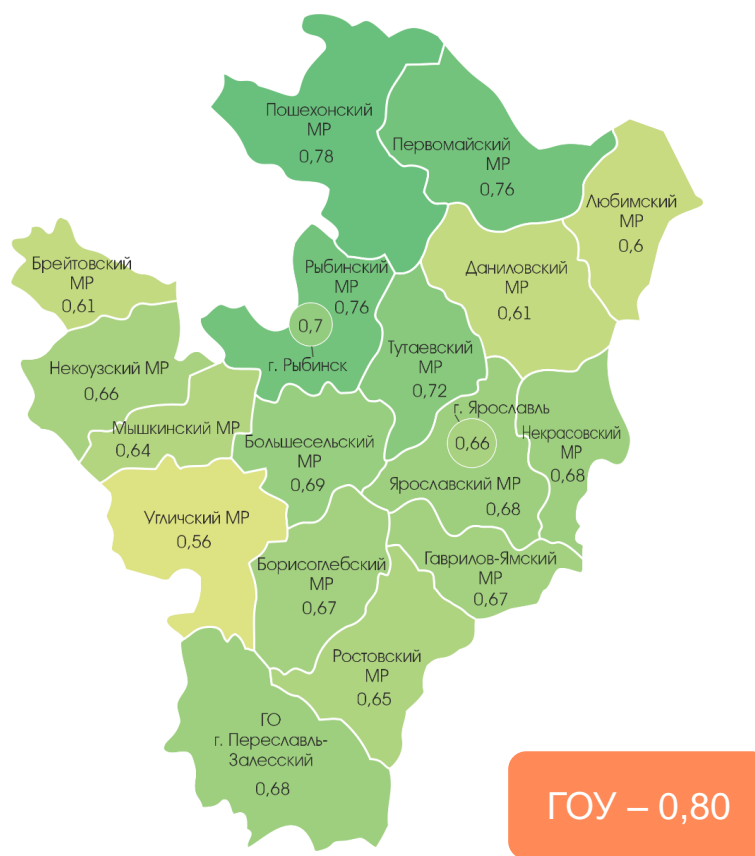 Пошехонский
МР
0,78
Первомайский
МР
0,76
Любимский
МР
0,6
Брейтовский
МР
0,61
Рыбинский
МР
0,76
0,7
г. Рыбинск
Даниловский
МР
0,61
Некоузский МР
0,66
Тутаевский
МР
0,72
Мышкинский МР
0,64
г. Ярославль
0,66
Некрасовский
МР
0,68
Большесельский
МР
0,69
Ярославский МР
0,68
Угличский МР
0,56
Борисоглебский
МР
0,67
Гаврилов-Ямский
МР
0,67
Ростовский
МР
0,65
ГО
г. Переславль-
Залесский
0,68
ГОУ – 0,80